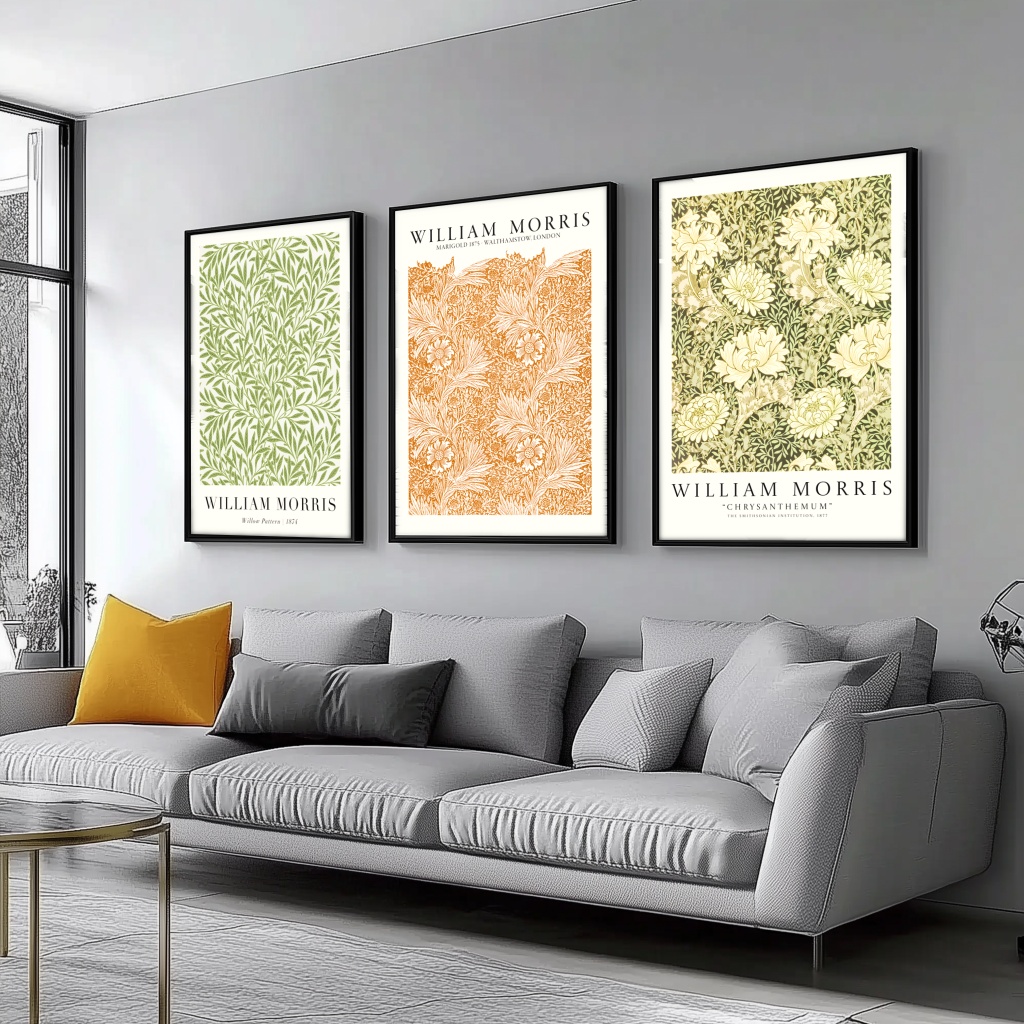 WILLIAM MORRIS
Willow Pattern | 1874
WILLIAM MORRIS
MARIGOLD 1875 - WALTHAMSTOW, LONDON
WILLIAM MORRIS
"CHRYSANTHEMUM"
THE SMITHSONIAN INSTITUTION, 1877